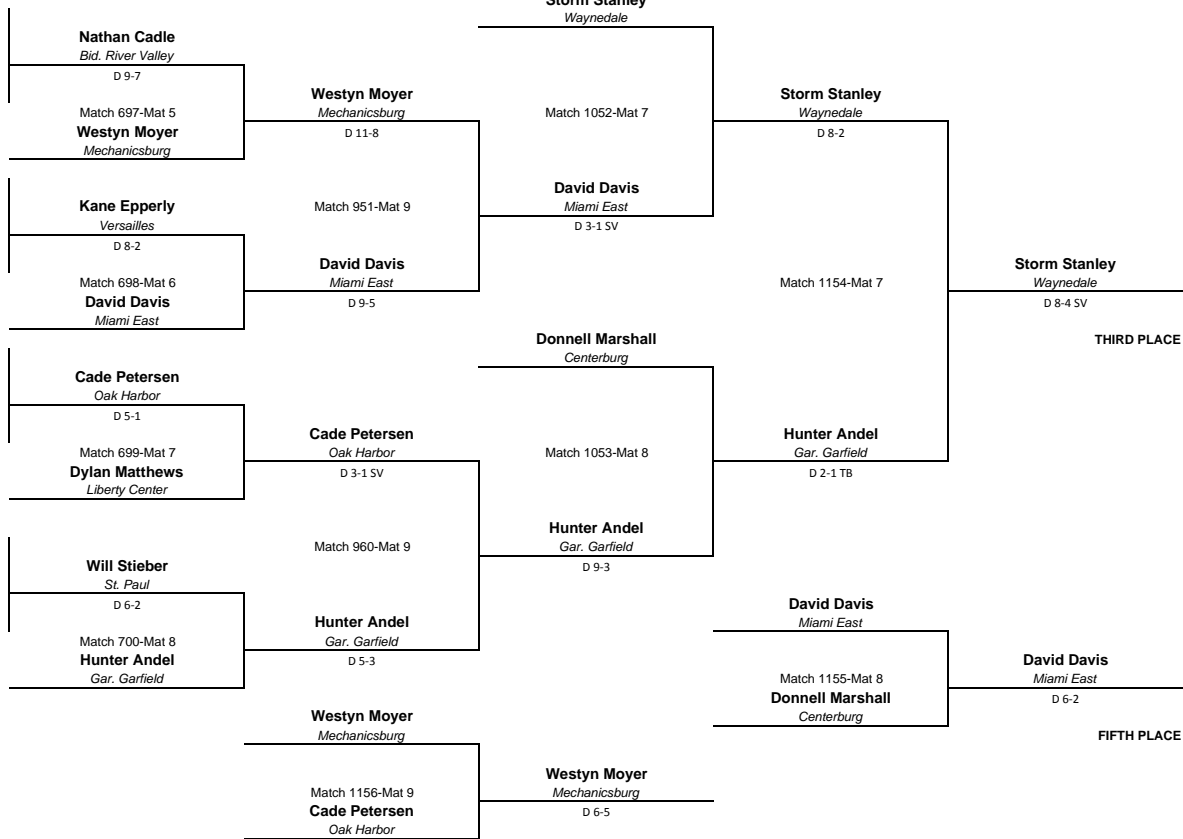 Storm Stanley
Waynedale
Nathan Cadle
Bid. River Valley
D 9-7
Match 697-Mat 5
Westyn Moyer
Mechanicsburg
Westyn Moyer
Mechanicsburg
D 11-8
Match 1052-Mat 7
Storm Stanley
Waynedale
D 8-2
Kane Epperly
Versailles
D 8-2
Match 698-Mat 6
David Davis
Miami East
Match 951-Mat 9
David Davis
Miami East
D 9-5
David Davis
Miami East
D 3-1 SV
Match 1154-Mat 7
Storm Stanley
Waynedale
D 8-4 SV
THIRD PLACE
Cade Petersen
Oak Harbor
D 5-1
Match 699-Mat 7
Dylan Matthews
Liberty Center
Cade Petersen
Oak Harbor
D 3-1 SV
Donnell Marshall
Centerburg
Match 1053-Mat 8
Hunter Andel
Gar. Garfield
D 2-1 TB
Will Stieber
St. Paul
D 6-2
Match 700-Mat 8
Hunter Andel
Gar. Garfield
Match 960-Mat 9
Hunter Andel
Gar. Garfield
D 5-3
Hunter Andel
Gar. Garfield
D 9-3
David Davis
Miami East
Match 1155-Mat 8
Donnell Marshall
Centerburg
David Davis
Miami East
D 6-2
FIFTH PLACE
Westyn Moyer
Mechanicsburg
Match 1156-Mat 9
Cade Petersen
Oak Harbor
Westyn Moyer
Mechanicsburg
D 6-5